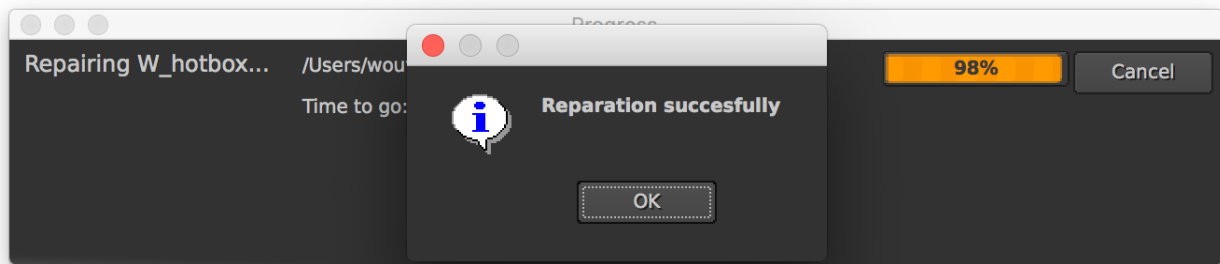 Progress
Repairing W_hotbox...
/Users/wou
98%
Cancel
Time to go:
Reparation succesfully
OK